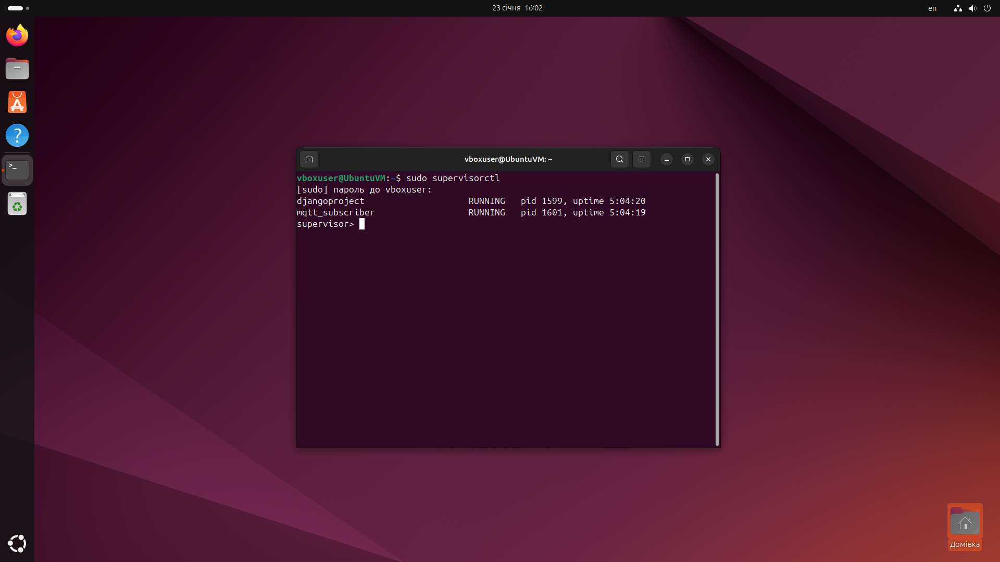 23 січня 16:02
en
vboxuser@UbuntuVM: ~
vboxuser@UbuntuVM:~$ sudo supervisorctl
[sudo] пароль до vboxuser:
djangoproject                    RUNNING   pid 1599, uptime 5:04:20
mqtt_subscriber                  RUNNING   pid 1601, uptime 5:04:19
supervisor>
Домівка